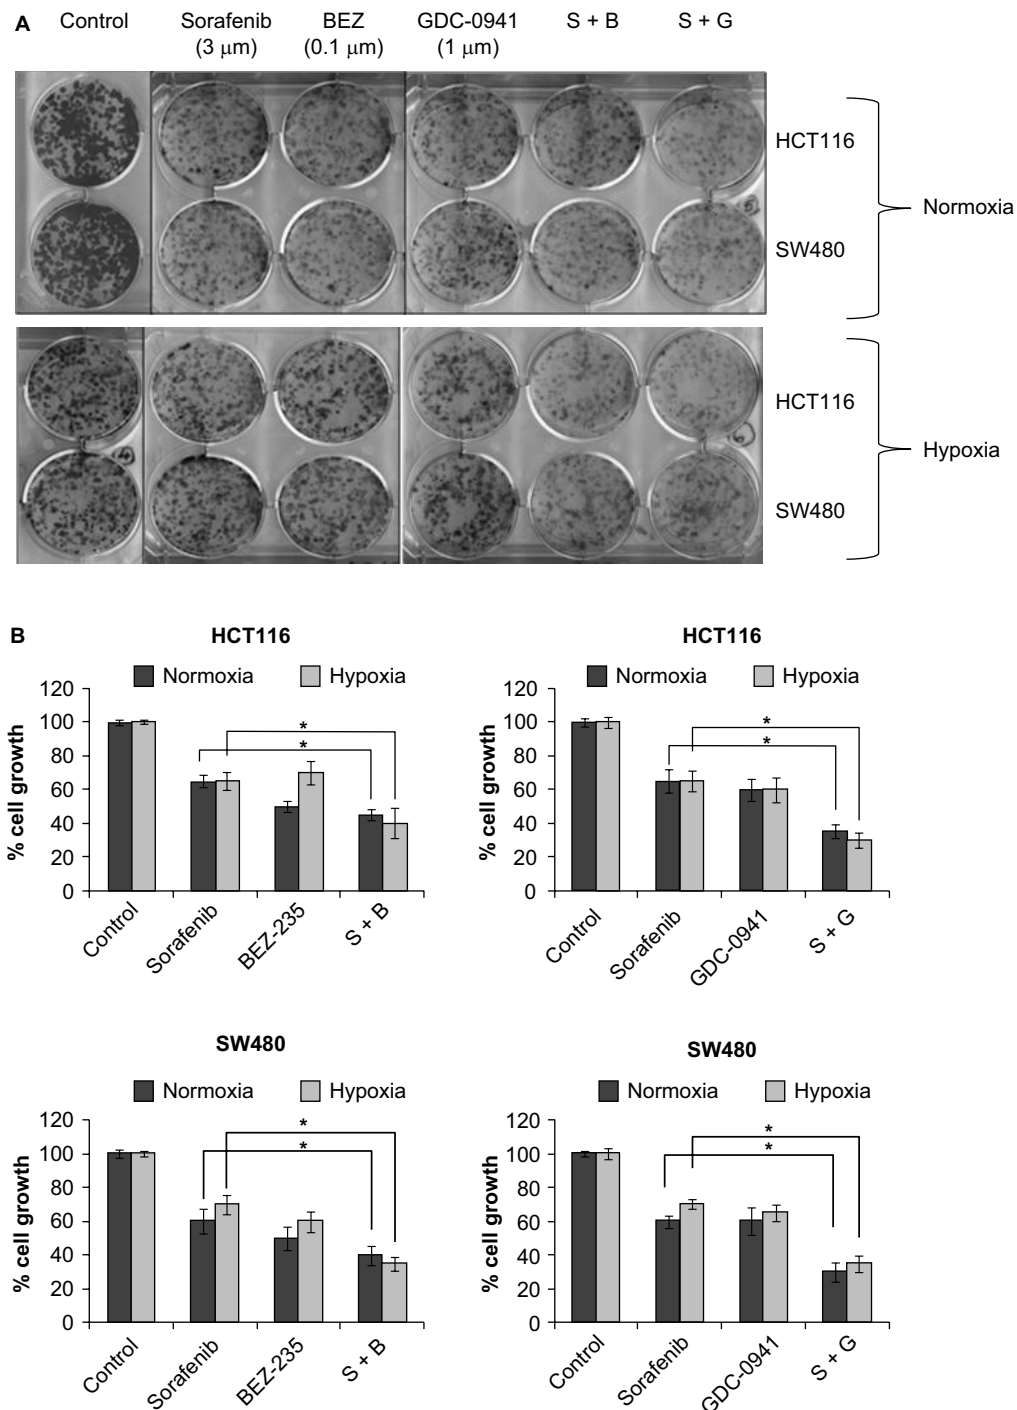 A
Control
Sorafenib
(3 μm)
BEZ
(0.1 μm)
GDC-0941
(1 μm)
S + B
S + G
HCT116
SW480
Normoxia
HCT116
SW480
Hypoxia
B
HCT116
Normoxia
Hypoxia
% cell growth
120
100
80
60
40
20
0
*
*
Control
Sorafenib
BEZ-235
S + B
HCT116
Normoxia
Hypoxia
% cell growth
120
100
80
60
40
20
0
*
*
Control
Sorafenib
GDC-0941
S + G
SW480
Normoxia
Hypoxia
% cell growth
120
100
80
60
40
20
0
*
*
Control
Sorafenib
BEZ-235
S + B
SW480
Normoxia
Hypoxia
% cell growth
120
100
80
60
40
20
0
*
*
Control
Sorafenib
GDC-0941
S + G